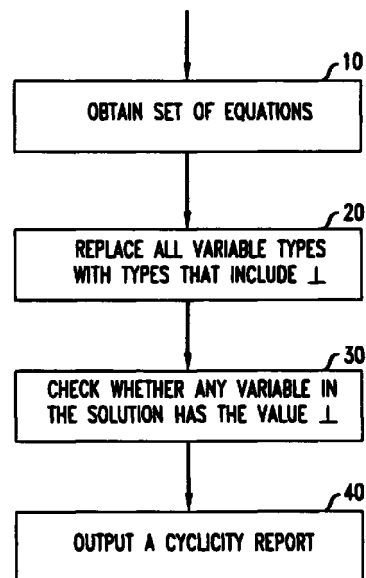 10
OBTAIN SET OF EQUATIONS
20
REPLACE ALL VARIABLE TYPES
WITH TYPES THAT INCLUDE ⊥
30
CHECK WHETHER ANY VARIABLE IN
THE SOLUTION HAS THE VALUE ⊥
40
OUTPUT A CYCLICITY REPORT